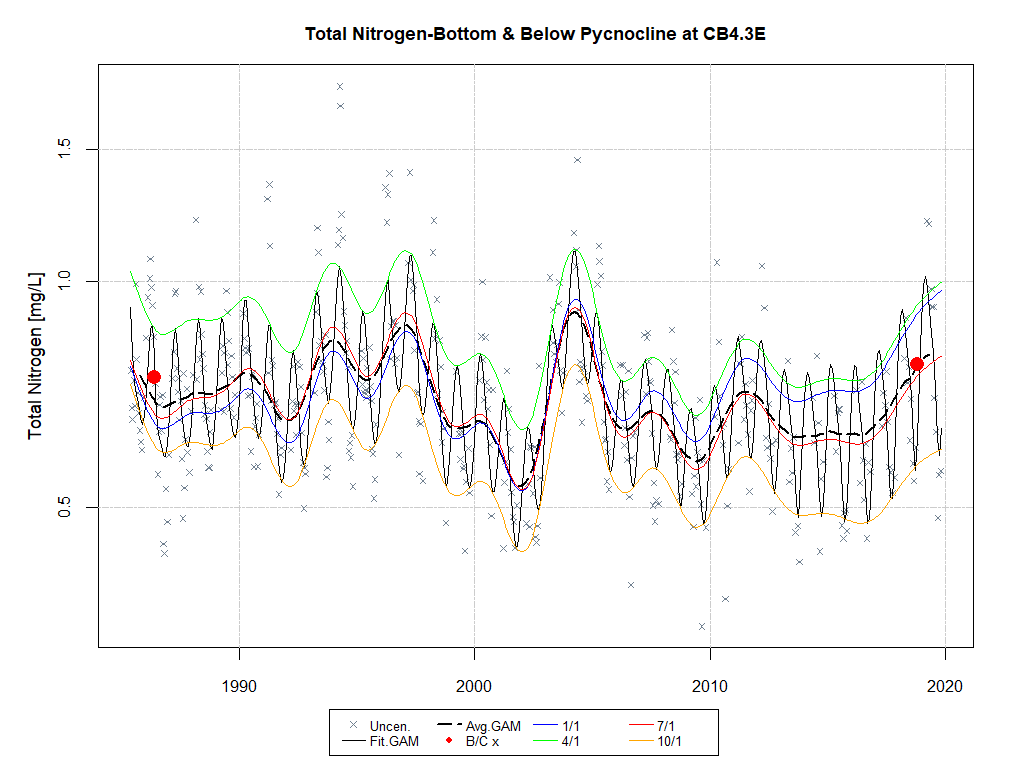 Total Nitrogen-Bottom & Below Pycnocline at CB4.3E
Total Nitrogen [mg/L]
1.5
1.0
0.5
1990 2000 2010 2020
Uncen. Avg.GAM 1/1 7/1
Fit.GAM B/C x 4/1 10/1